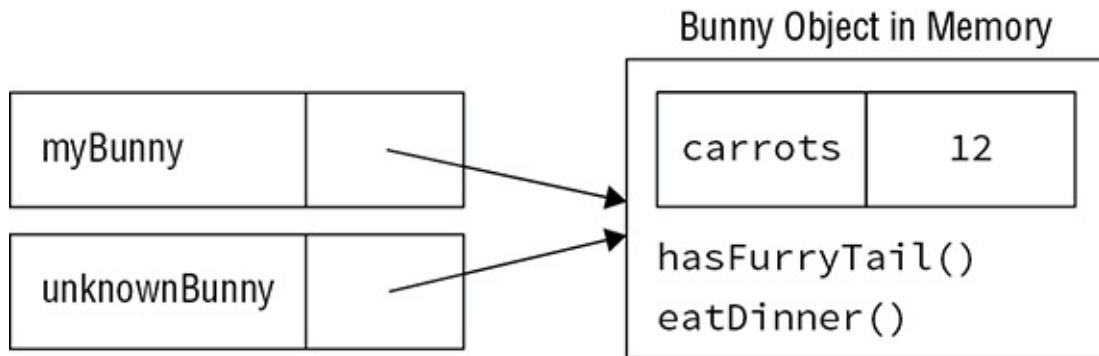 Bunny Object in Memory
myBunny
carrots 12
hasFurryTail()
unknownBunny
eatDinner()